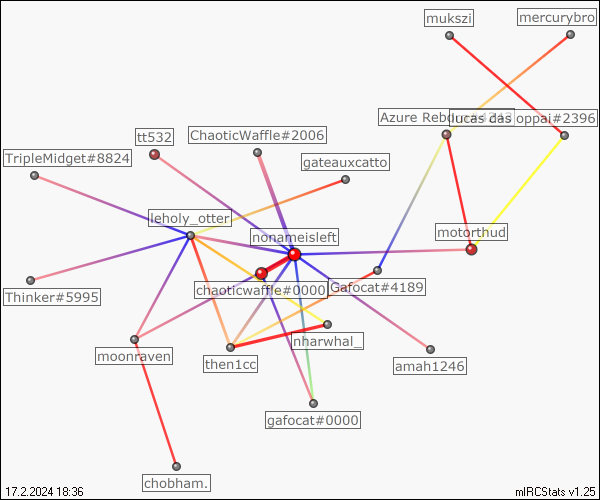 mukszi
mercurybro
Azure Rebo
lucas das oppai#2396
tt532
ChaoticWaffle#2006
TripleMidget#8824
gateauxcatto
leholy_otter
nonameisleft
motorthud
Thinker#5995
chaoticwaffle#0000
Gafocat#4189
nharwhal_
moonraven
then1cc
amah1246
gafocat#0000
chobham.
17.2.2024 18:36
mIRCStats v1.25